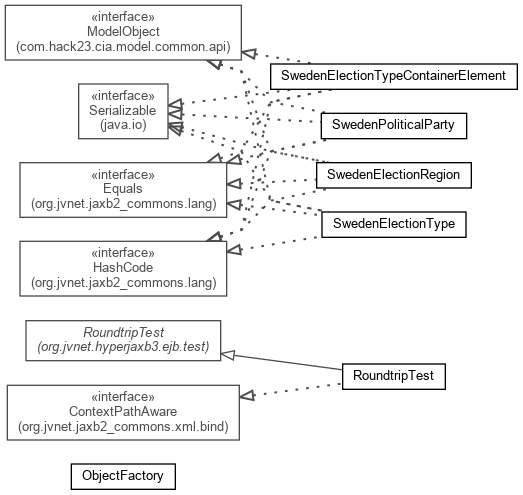 «interface»
ModelObject
(com.hack23.cia.model.common.api)
SwedenElectionTypeContainerElement
«interface»
Serializable
(java.io)
SwedenPoliticalParty
«interface»
Equals
(org.jvnet.jaxb2_commons.lang)
SwedenElectionRegion
SwedenElectionType
«interface»
HashCode
(org.jvnet.jaxb2_commons.lang)
RoundtripTest
(org.jvnet.hyperjaxb3.ejb.test)
RoundtripTest
«interface»
ContextPathAware
(org.jvnet.jaxb2_commons.xml.bind)
ObjectFactory